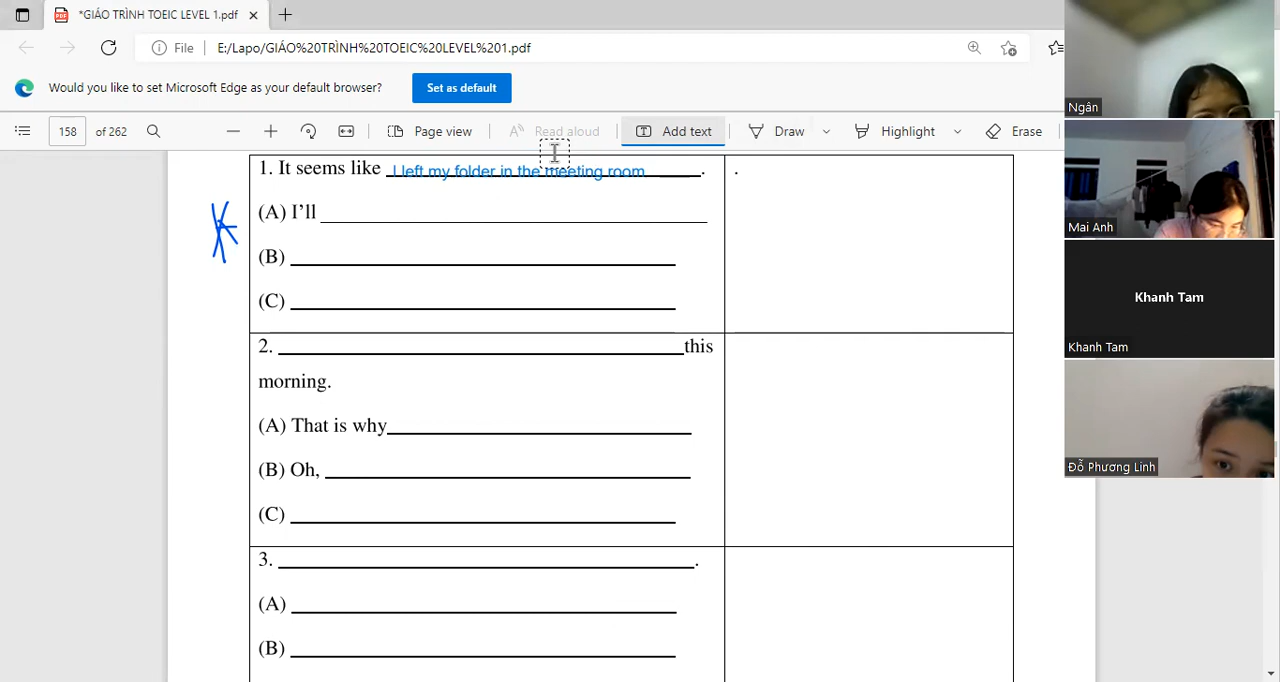 *GIÁO TRÌNH TOEIC LEVEL 1.pdf
File E:/Lapo/GIÁO%20TRÌNH%20TOEIC%20LEVEL%201.pdf
Would you like to set Microsoft Edge as your default browser? Set as default
158 of 262 Page view Read aloud Add text Draw Highlight Erase
1. It seems like I left my folder in the meeting room.
.
(A) I’ll
(B)
(C)
2. this
morning.
(A) That is why
(B) Oh,
(C)
3. .
(A)
(B)
Ngân
Mai Anh
Khanh Tam
Khanh Tam
Đỗ Phương Linh